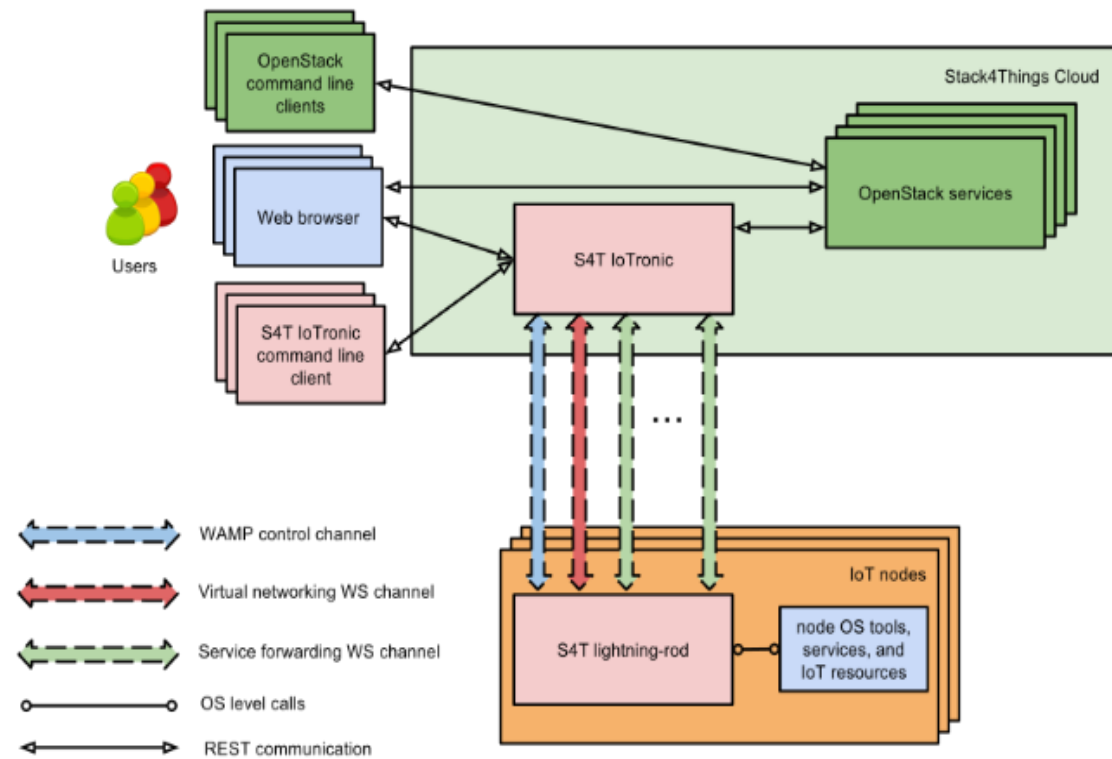 OpenStack
command line
clients
Stack4Things Cloud
Web browser
OpenStack services
Users
S4T IoTronic
S4T IoTronic
command line
client
...
WAMP control channel
Virtual networking WS channel
Service forwarding WS channel
OS level calls
REST communication
IoT nodes
S4T lightning-rod
node OS tools,
services, and
IoT resources